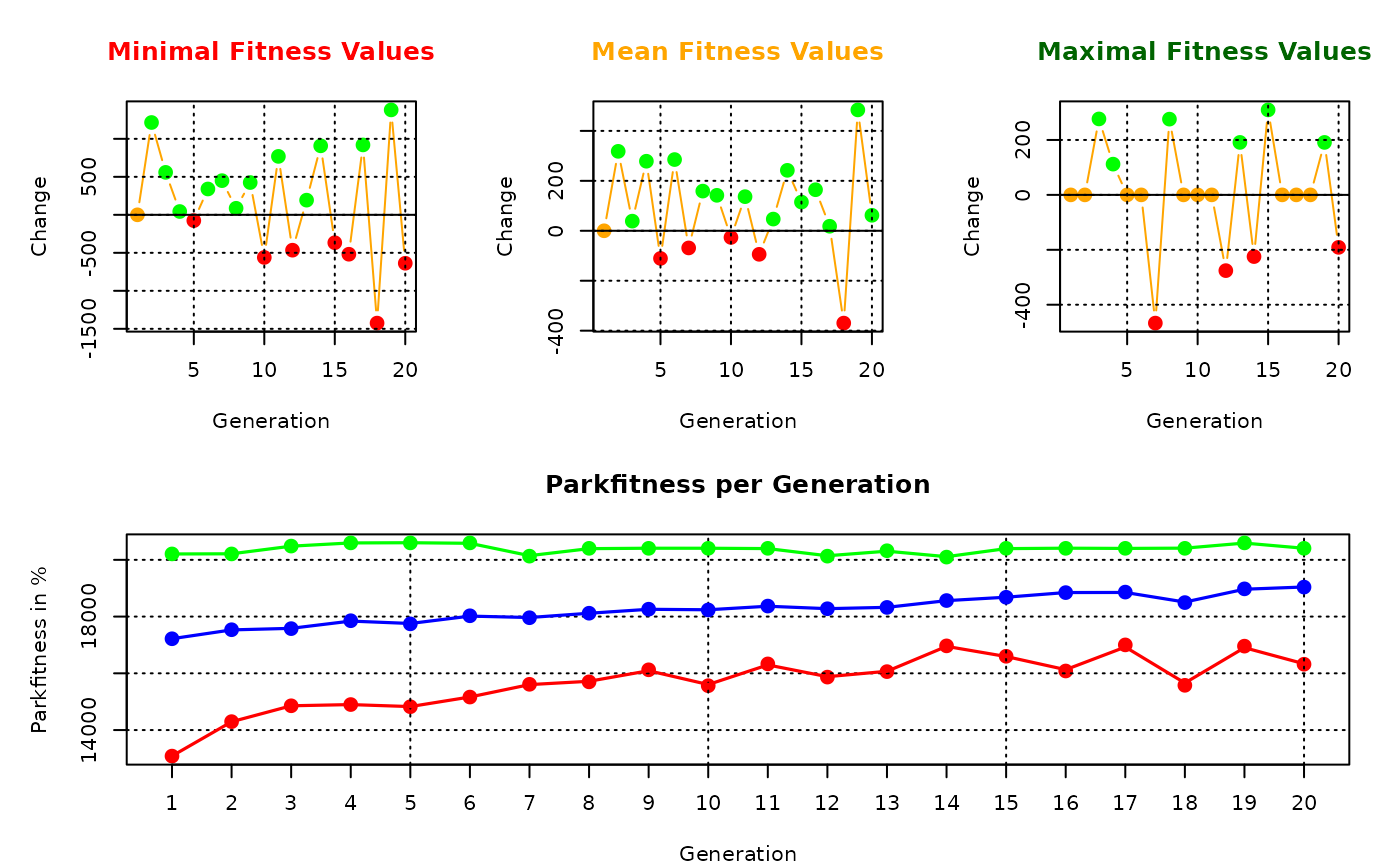 Minimal Fitness Values
Change
500
-500
-1500
5 10 15 20
Generation
Mean Fitness Values
Change
200
0
-400
5 10 15 20
Generation
Maximal Fitness Values
Change
200
0
-400
5 10 15 20
Generation
Parkfitness per Generation
Parkfitness in %
18000
14000
1 2 3 4 5 6 7 8 9 10 11 12 13 14 15 16 17 18 19 20
Generation